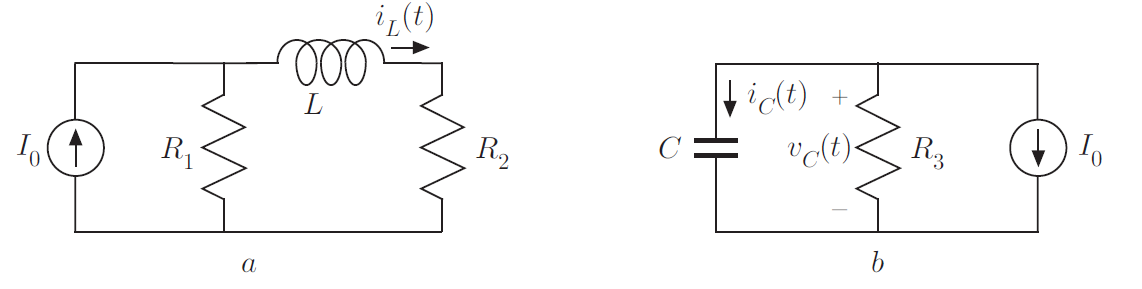 i_L(t)
L
I_0
R_1
R_2
a
i_C(t)
+
C
v_C(t)
R_3
I_0
−
b